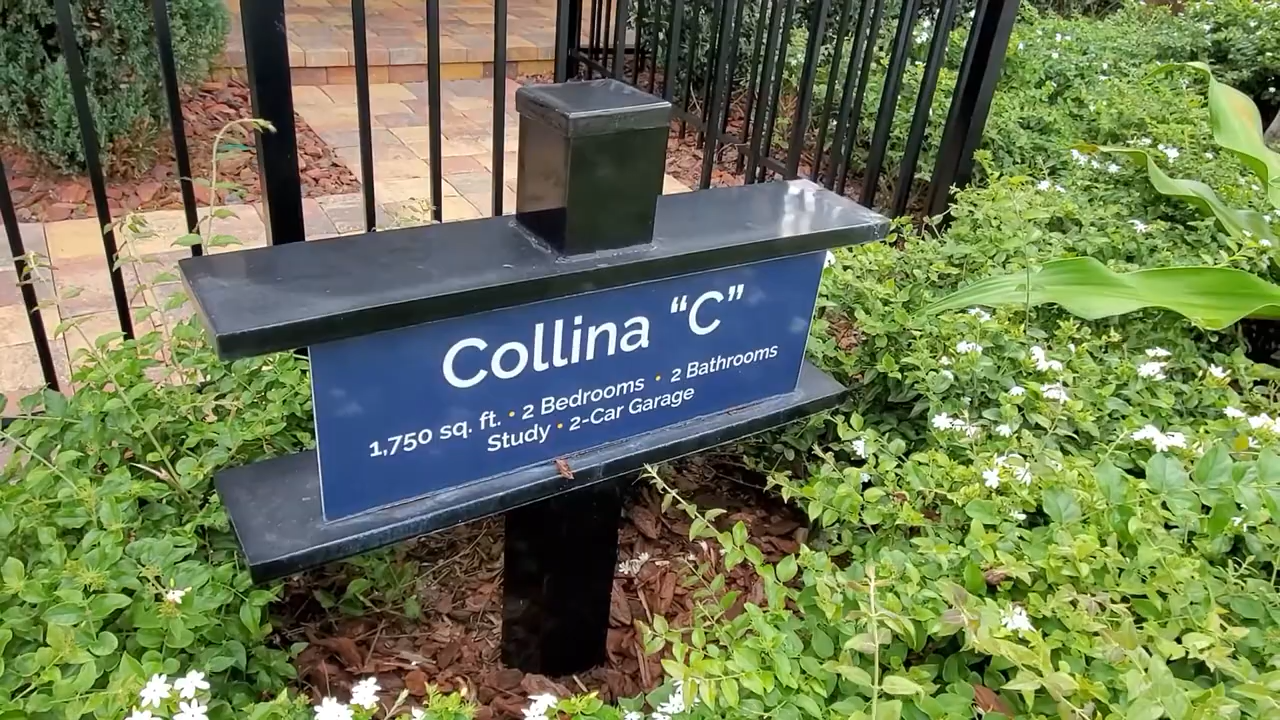 Collina “C”
1,750 sq. ft. • 2 Bedrooms • 2 Bathrooms
Study • 2-Car Garage